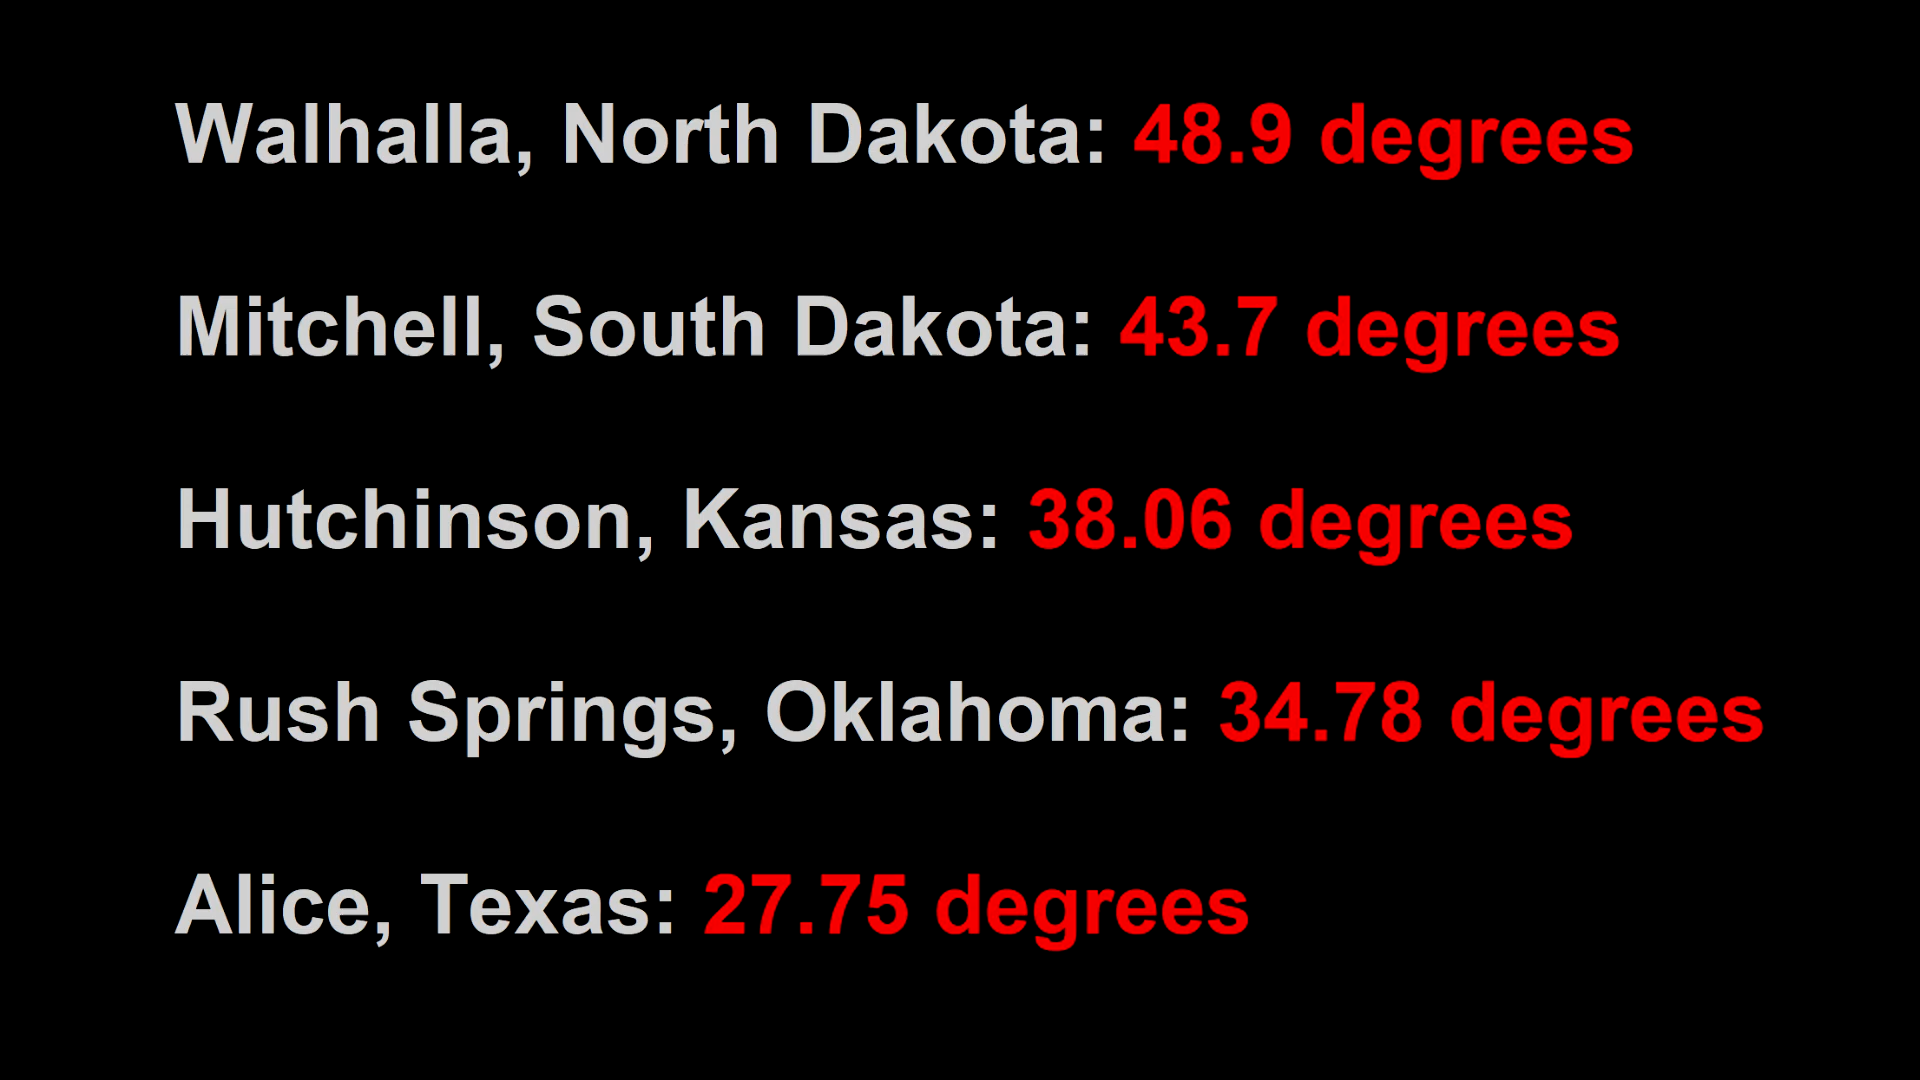 Walhalla, North Dakota: 48.9 degrees
Mitchell, South Dakota: 43.7 degrees
Hutchinson, Kansas: 38.06 degrees
Rush Springs, Oklahoma: 34.78 degrees
Alice, Texas: 27.75 degrees